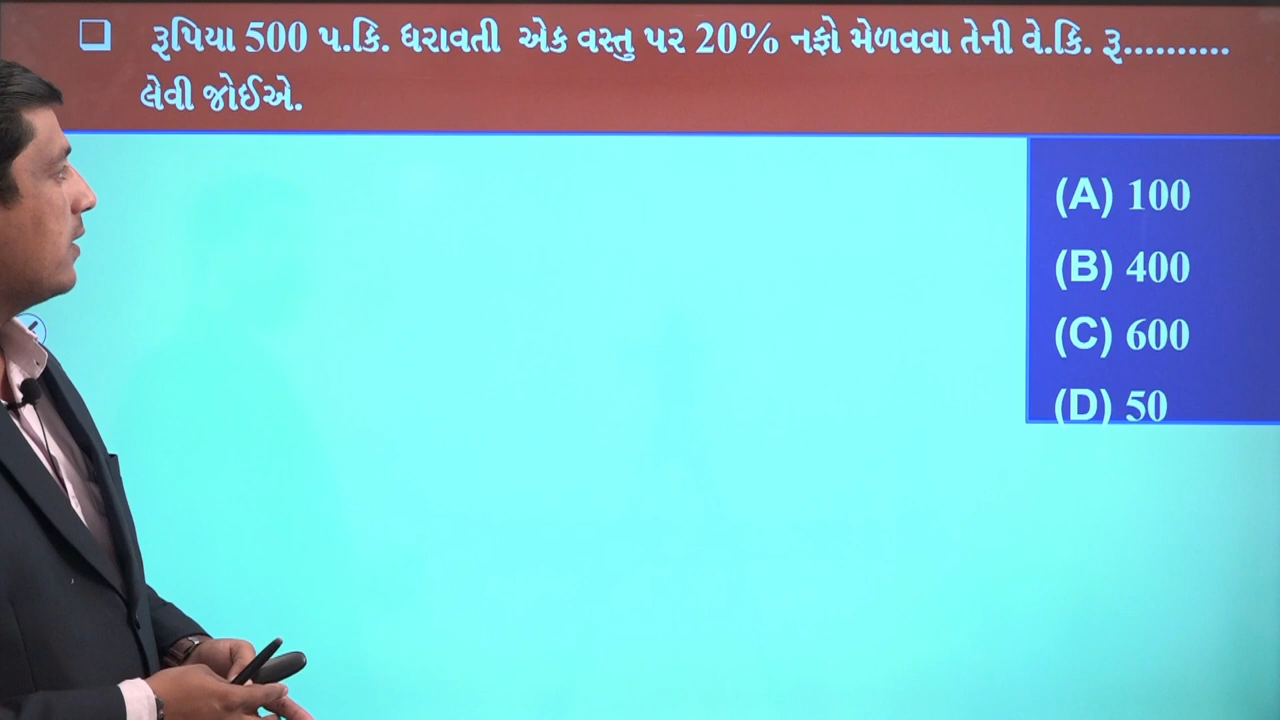 ❑ રૂપિયા 500 પ.કિ. ધરાવતી એક વસ્તુ પર 20% નફો મેળવવા તેની વે.કિ. રૂ..........
લેવી જોઈએ.
(A) 100
(B) 400
(C) 600
(D) 50